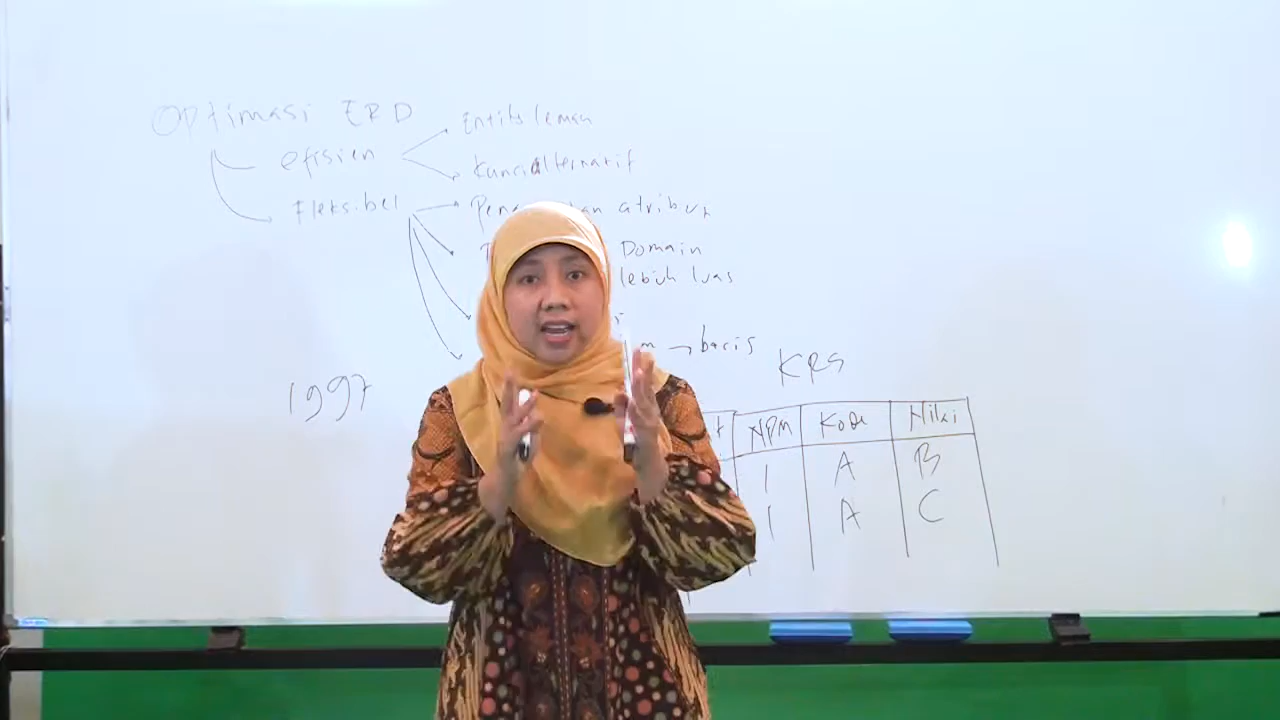 Optimasi ERD
efisien
Entitas lemah
Kunci alternatif
Fleksibel
atribut
Domain
lebih luas
→ basis
1997
KRS
NPM Kode Nilai
1 A B
1 A C